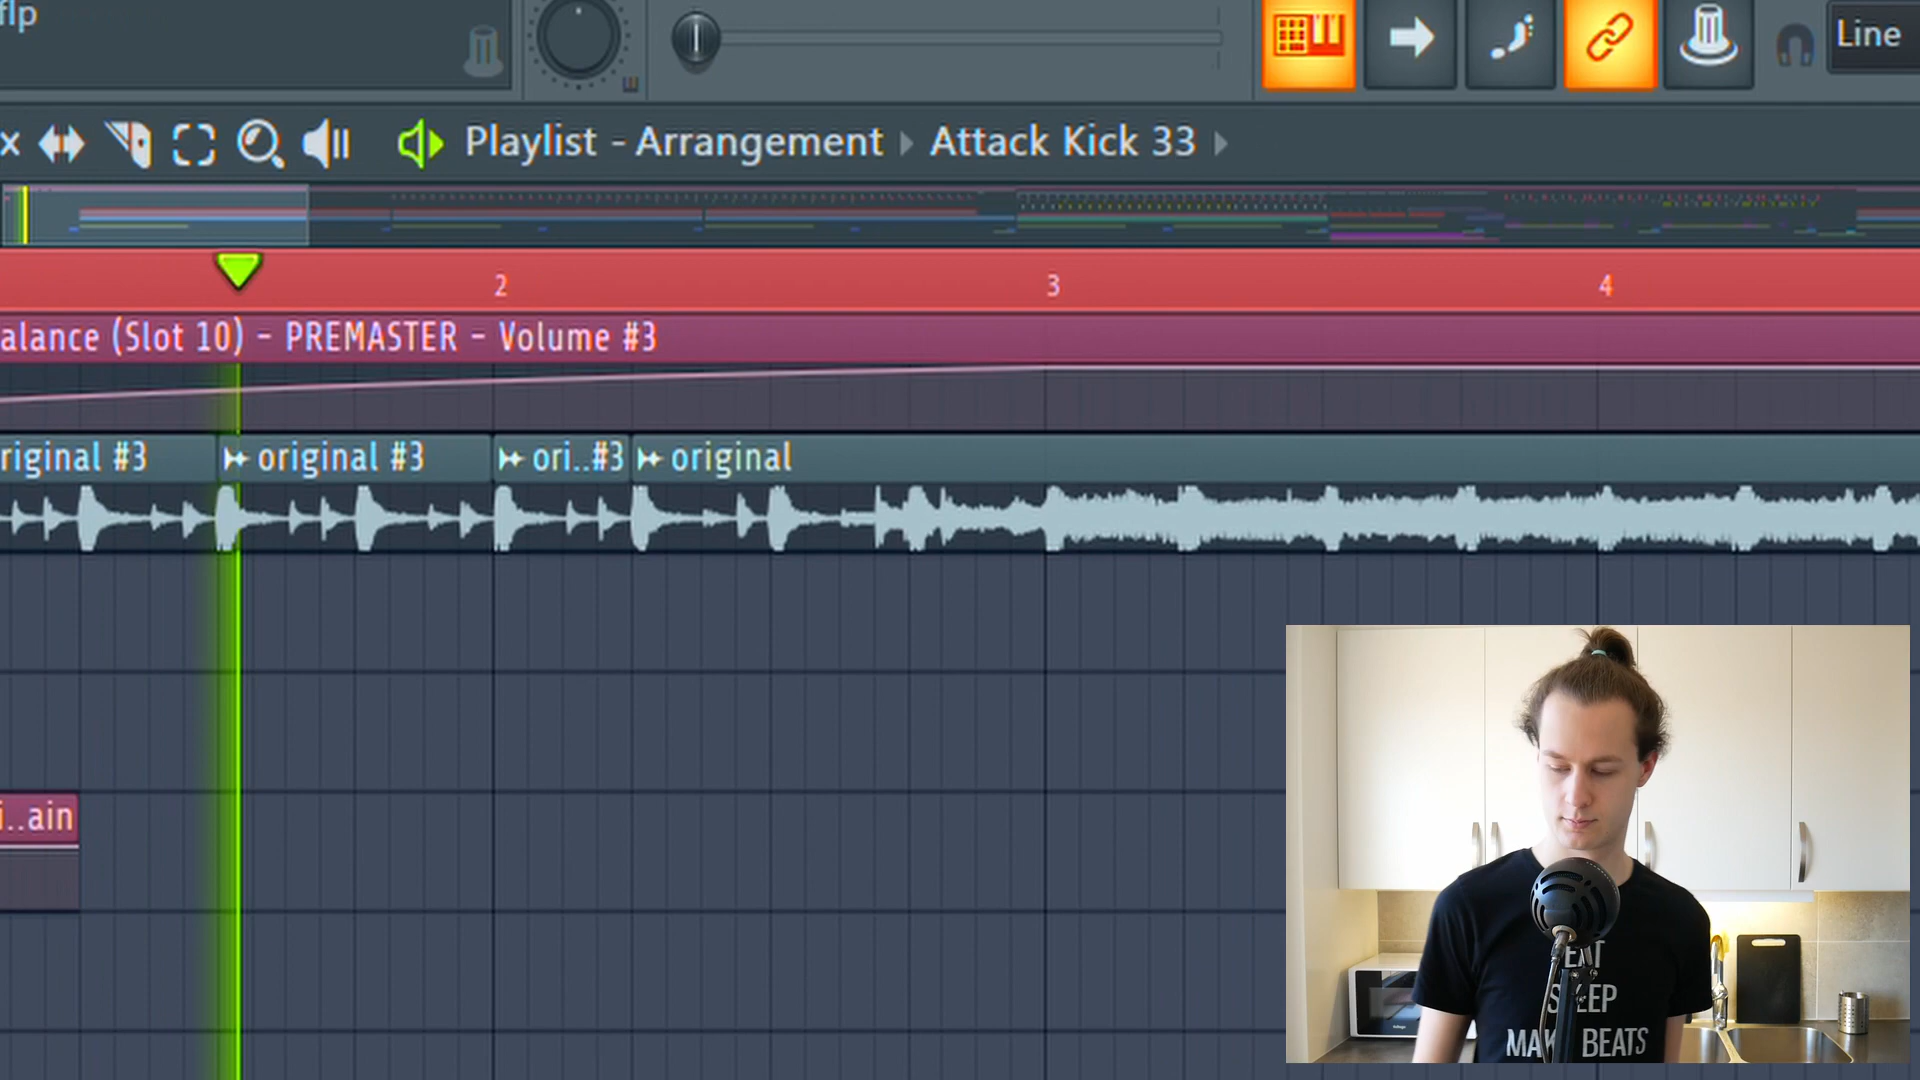 flp
Line
Playlist - Arrangement Attack Kick 33
2 3 4
alance (Slot 10) - PREMASTER - Volume #3
riginal #3 original #3 ori..#3 original
i..ain
EAT
SLEEP
MAKE BEATS